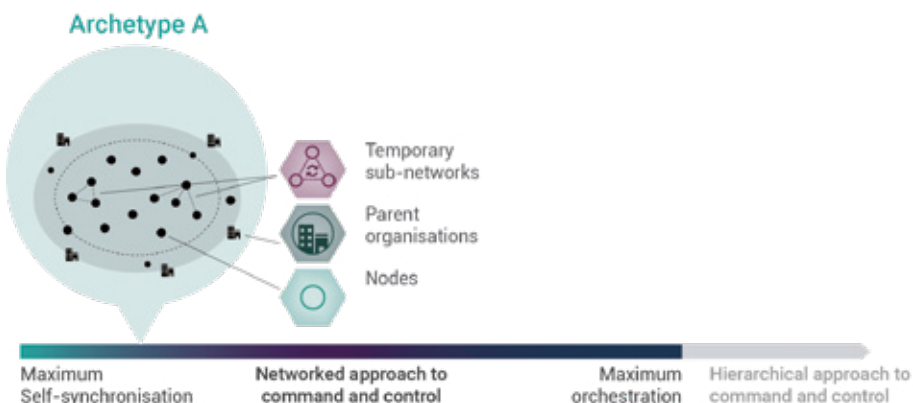 Archetype A
Temporary
sub-networks
Parent
organisations
Nodes
Maximum
Self-synchronisation
Networked approach to
command and control
Maximum
orchestration
Hierarchical approach to
command and control